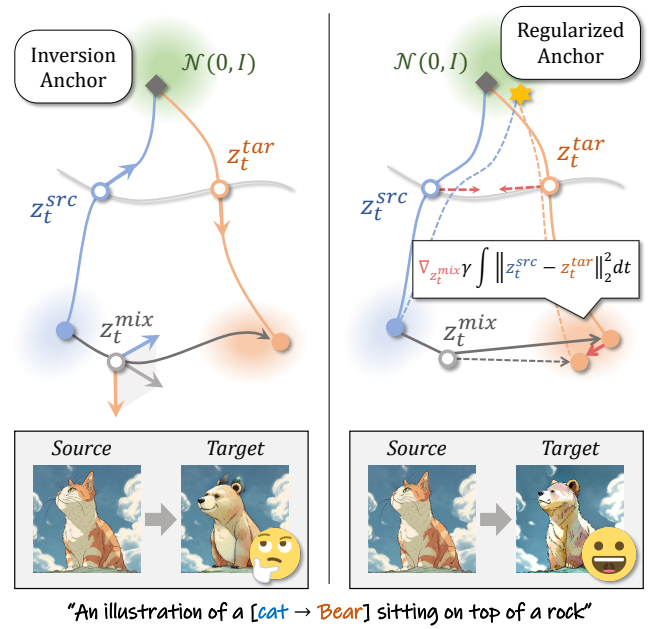 Inversion
Anchor
𝒩(0, I)
z_t^{src}
z_t^{tar}
z_t^{mix}
Source
Target
Regularized
Anchor
𝒩(0, I)
z_t^{src}
z_t^{tar}
∇_{z_t^{mix}} γ ∫ ‖z_t^{src} − z_t^{tar}‖_2^2 dt
z_t^{mix}
Source
Target
“An illustration of a [cat → Bear] sitting on top of a rock”